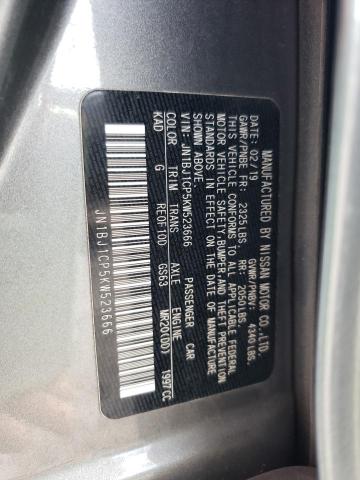 MANUFACTURED BY NISSAN MOTOR CO.,LTD.
DATE: 02/19 GVWR/PNBV: 4340 LBS.
GAWR/PNBE FR: 2325LBS. RR: 2050LBS.
THIS VEHICLE CONFORMS TO ALL APPLICABLE FEDERAL
MOTOR VEHICLE SAFETY, BUMPER, AND THEFT PREVENTION
STANDARDS IN EFFECT ON THE DATE OF MANUFACTURE
SHOWN ABOVE.
VIN: JN1BJ1CP5KW523666 PASSENGER CAR
COLOR TRIM TRANS AXLE ENGINE
KAD G RE0F10D GS63 MR20(DD) 1997CC
JN1BJ1CP5KW523666